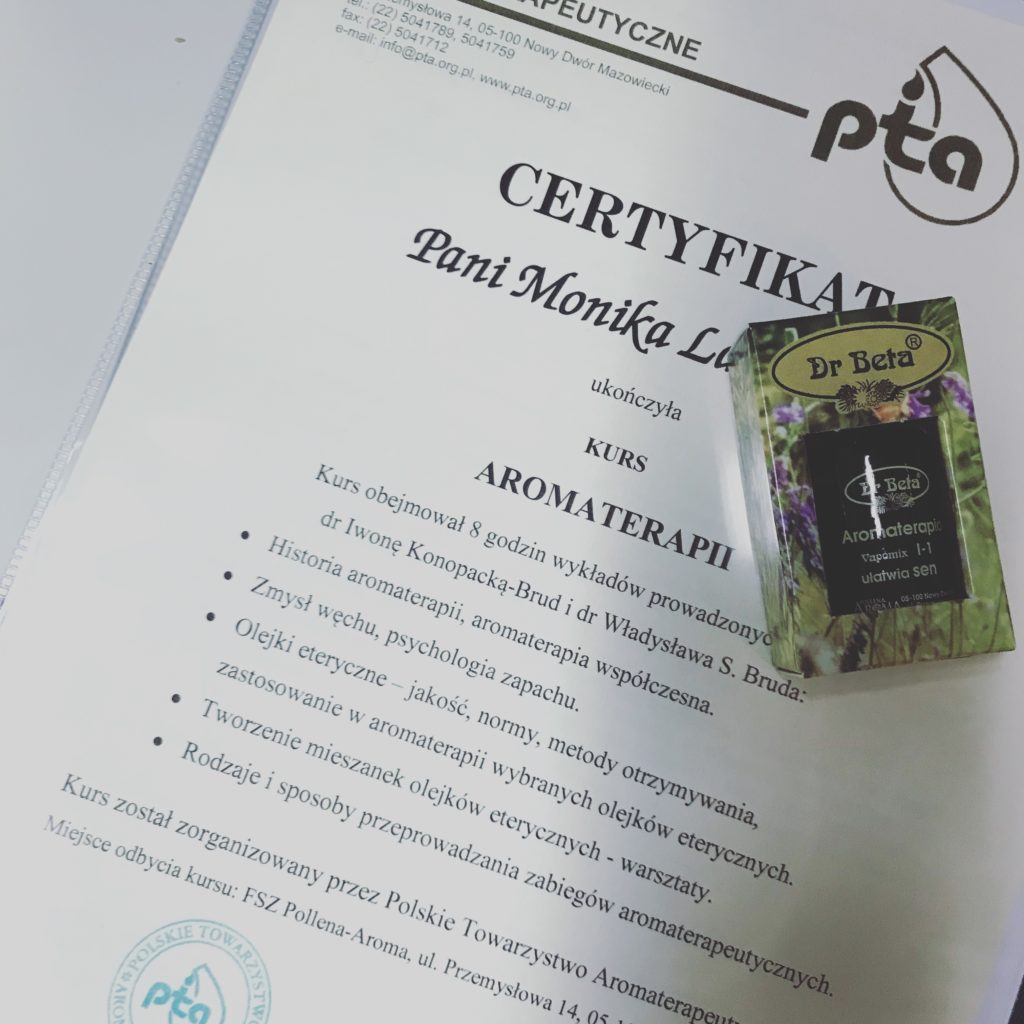 APEUTYCZNE
14, 05-100 Nowy Dwór Mazowiecki
tel.: (22) 5041789, 5041759
fax: (22) 5041712
e-mail: info@pta.org.pl, www.pta.org.pl
pta
CERTYFIKAT
Pani Monika
ukończyła
KURS
AROMATERAPII
Kurs obejmował 8 godzin wykładów prowadzonyc
dr Iwonę Konopacką-Brud i dr Władysława S. Bruda:
• Historia aromaterapii, aromaterapia współczesna.
• Zmysł węchu, psychologia zapachu.
• Olejki eteryczne – jakość, normy, metody otrzymywania,
zastosowanie w aromaterapii wybranych olejków eterycznych.
• Tworzenie mieszanek olejków eterycznych - warsztaty.
• Rodzaje i sposoby przeprowadzania zabiegów aromaterapeutycznych.
Kurs został zorganizowany przez Polskie Towarzystwo Aromaterapeu
Miejsce odbycia kursu: FSZ Pollena-Aroma, ul. Przemysłowa 14, 05-
POLSKIE TOWARZYSTWO
pta
Dr Beta®
Dr Beta®
Aromaterapia
Vapomix I-1
ułatwia sen
05-100